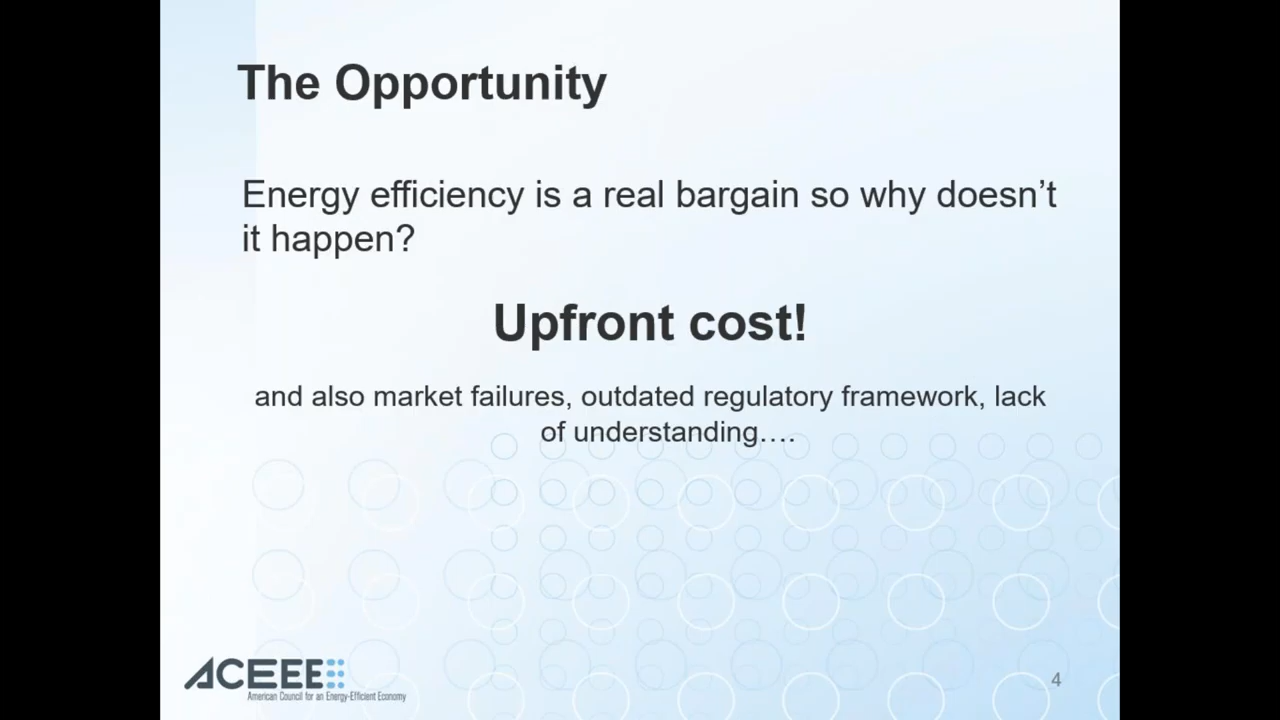 The Opportunity
Energy efficiency is a real bargain so why doesn’t
it happen?
Upfront cost!
and also market failures, outdated regulatory framework, lack
of understanding….
ACEEE
American Council for an Energy-Efficient Economy
4